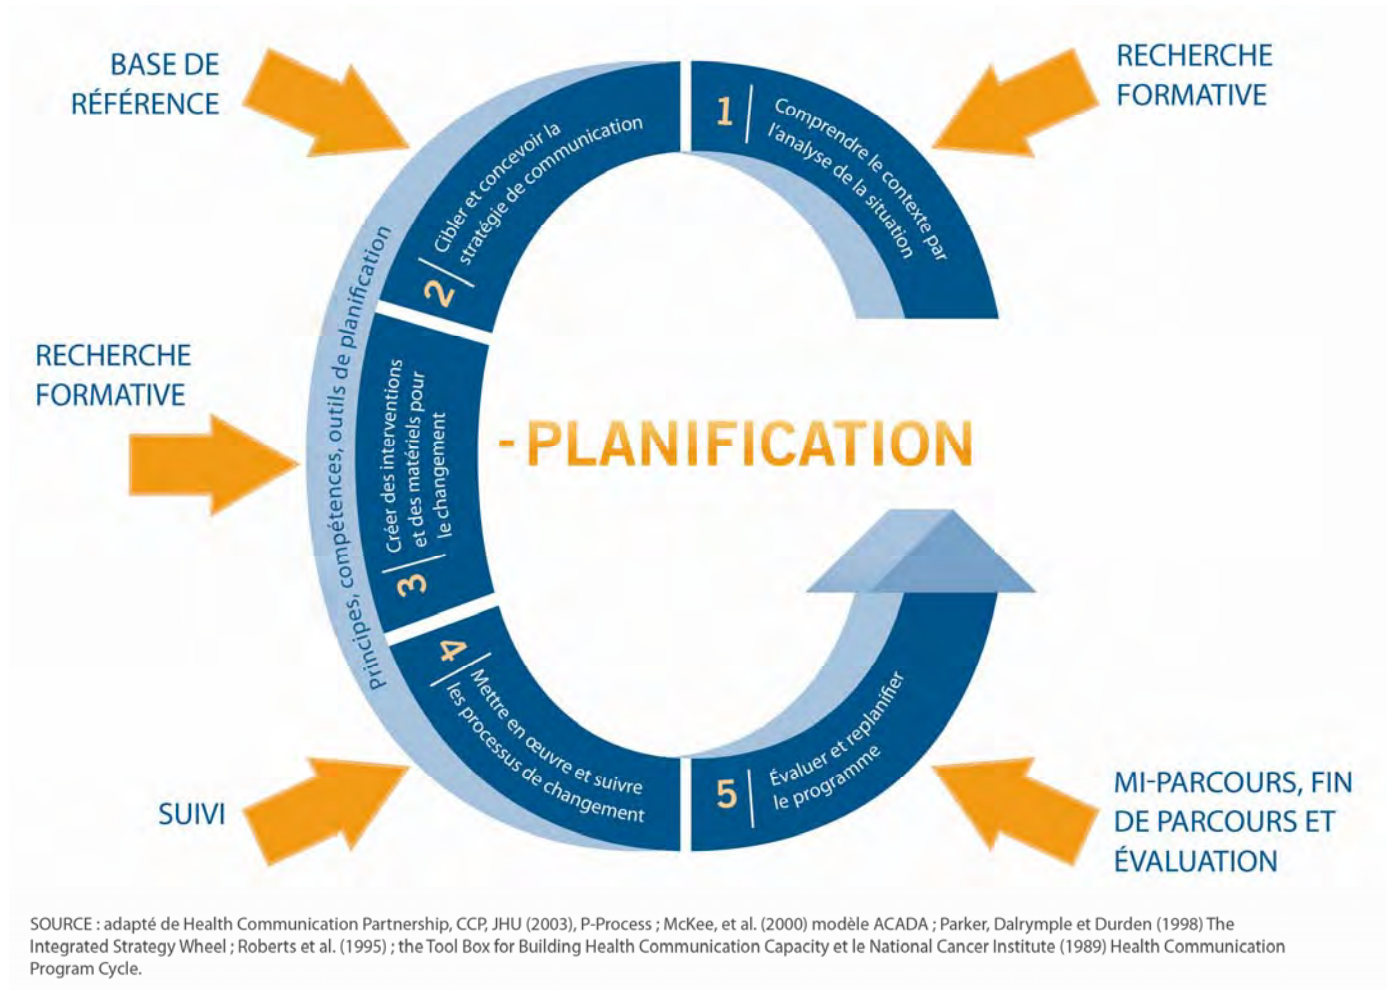 BASE DE
RÉFÉRENCE
RECHERCHE
FORMATIVE
1
Comprendre le contexte par
l'analyse de la situation
2
Cibler et concevoir la
stratégie de communication
Principes, compétences, outils de planification
RECHERCHE
FORMATIVE
3
Créer des interventions
et des matériels pour
le changement
- PLANIFICATION
4
Mettre en œuvre et suivre
les processus de changement
SUIVI
5
Évaluer et replanifier
le programme
MI-PARCOURS, FIN
DE PARCOURS ET
ÉVALUATION
SOURCE : adapté de Health Communication Partnership, CCP, JHU (2003), P-Process ; McKee, et al. (2000) modèle ACADA ; Parker, Dalrymple et Durden (1998) The
Integrated Strategy Wheel ; Roberts et al. (1995) ; the Tool Box for Building Health Communication Capacity et le National Cancer Institute (1989) Health Communication
Program Cycle.